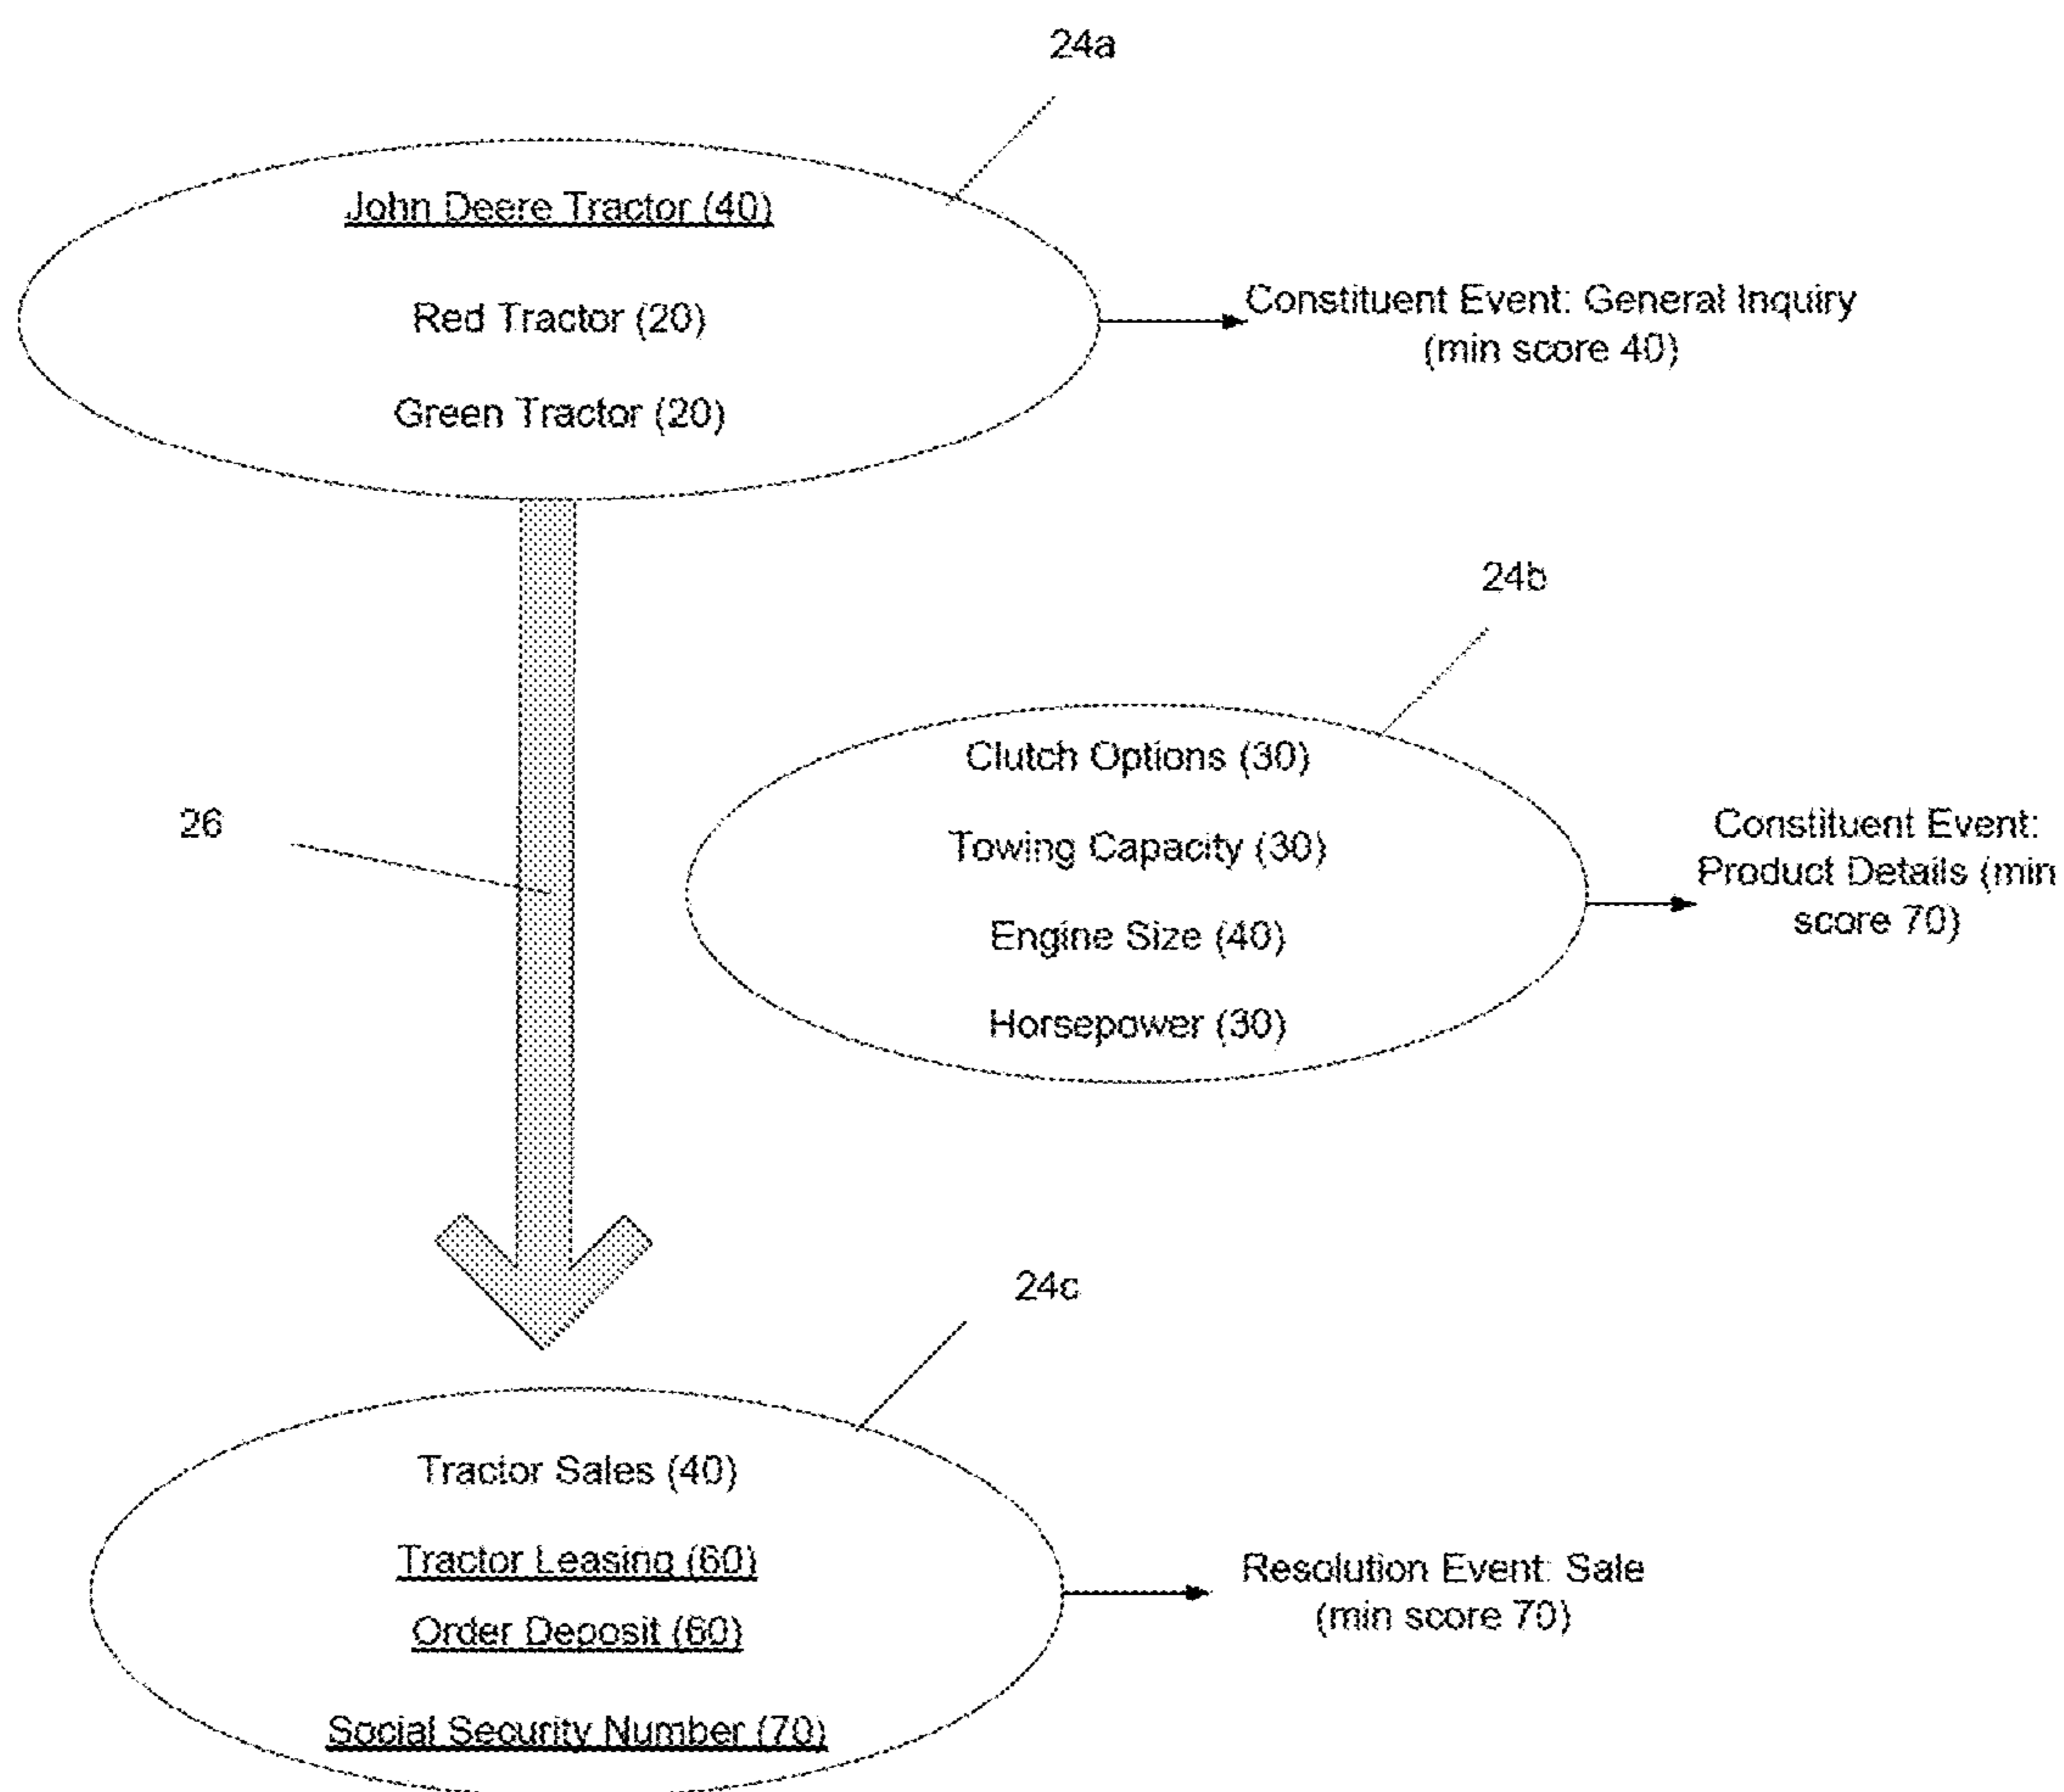 24a
John Deere Tractor (40)
Red Tractor (20)
Green Tractor (20)
Constituent Event: General Inquiry
(min score 40)
24b
Clutch Options (30)
Towing Capacity (30)
Engine Size (40)
Horsepower (30)
Constituent Event:
Product Details (min
score 70)
26
24c
Tractor Sales (40)
Tractor Leasing (60)
Order Deposit (60)
Social Security Number (70)
Resolution Event: Sale
(min score 70)